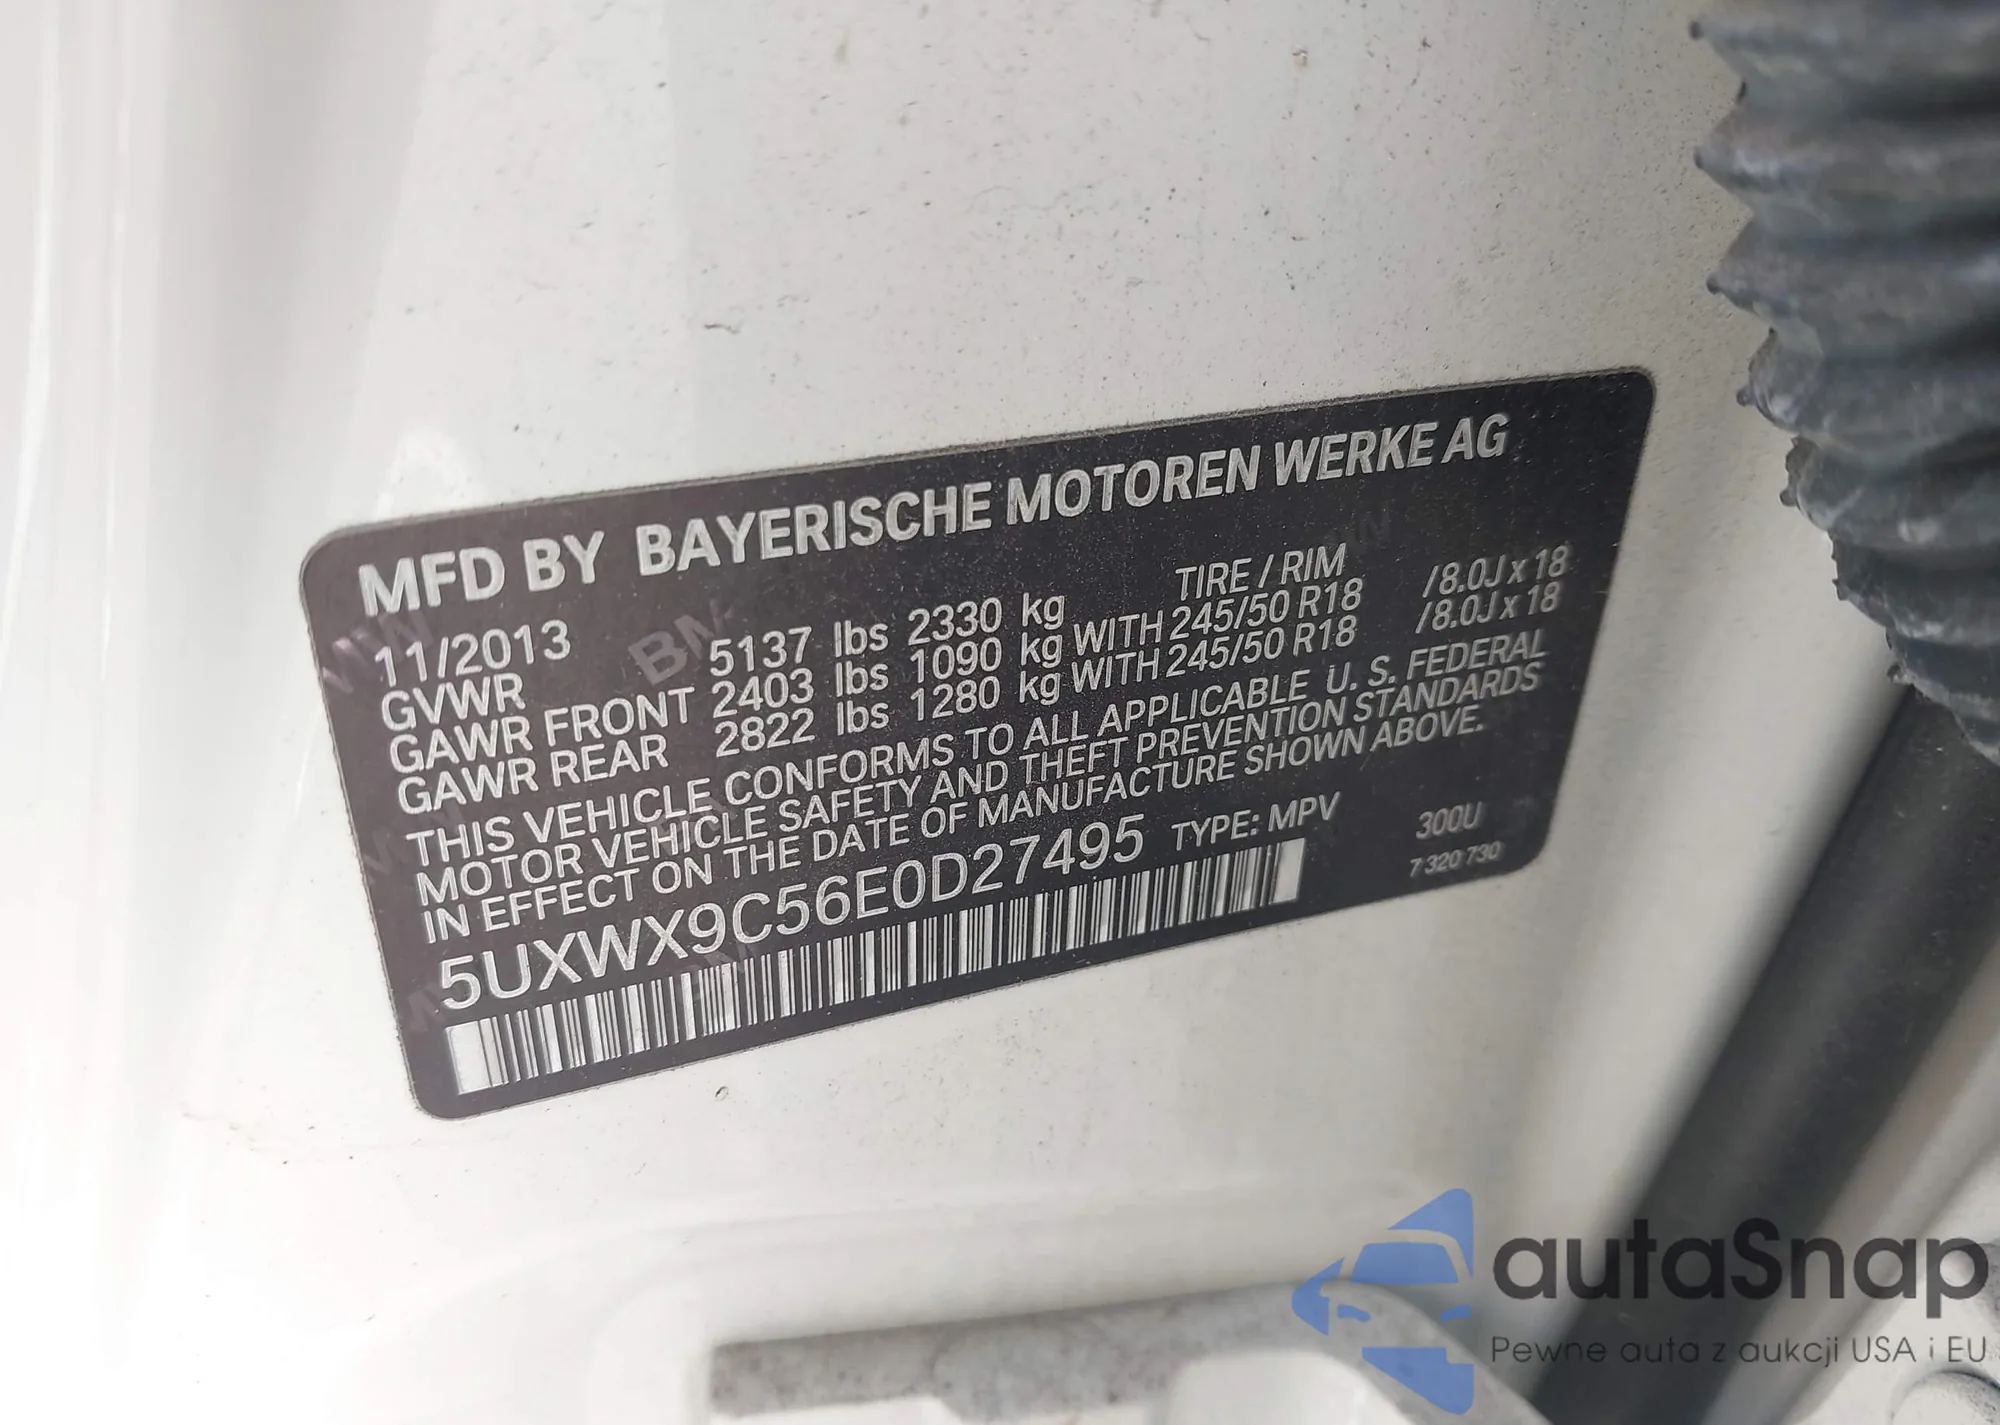 MFD BY BAYERISCHE MOTOREN WERKE AG
11/2013 TIRE / RIM
GVWR 5137 lbs 2330 kg
GAWR FRONT 2403 lbs 1090 kg WITH 245/50 R18 /8.0J x 18
GAWR REAR 2822 lbs 1280 kg WITH 245/50 R18 /8.0J x 18
THIS VEHICLE CONFORMS TO ALL APPLICABLE U. S. FEDERAL
MOTOR VEHICLE SAFETY AND THEFT PREVENTION STANDARDS
IN EFFECT ON THE DATE OF MANUFACTURE SHOWN ABOVE.
5UXWX9C56E0D27495 TYPE: MPV 300U
7 320 730
autaSnap
Pewne auta z aukcji USA i EU